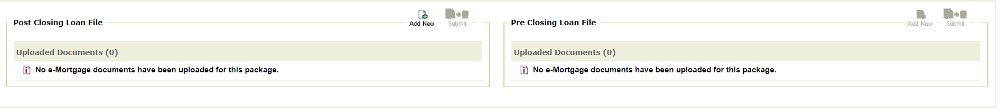 Post Closing Loan File
Add New
Submit
Uploaded Documents (0)
No e-Mortgage documents have been uploaded for this package.
Pre Closing Loan File
Add New
Submit
Uploaded Documents (0)
No e-Mortgage documents have been uploaded for this package.